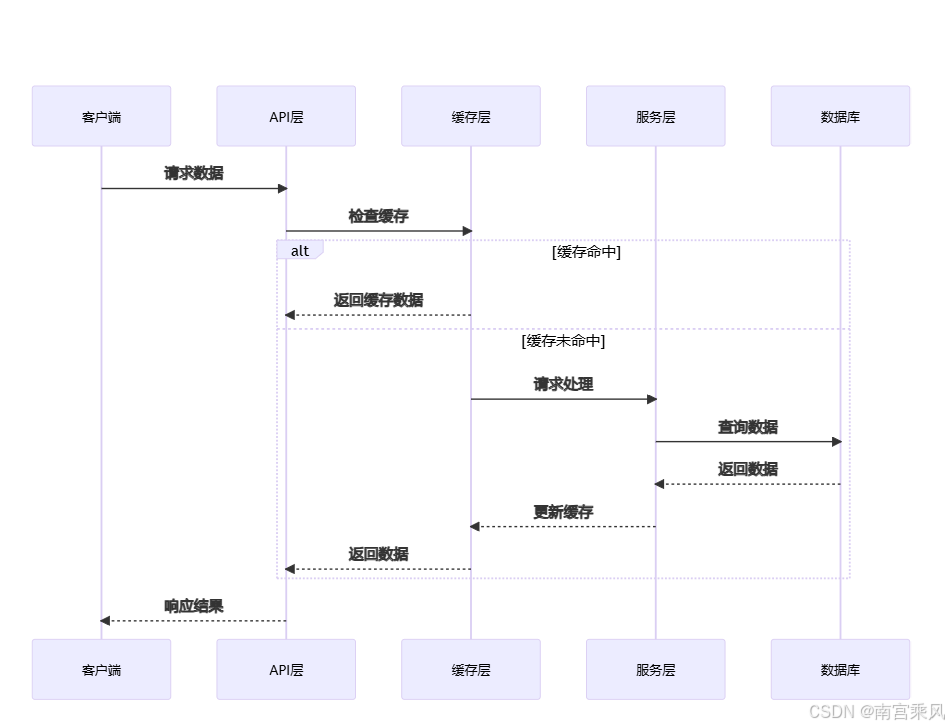 客户端
API层
缓存层
服务层
数据库
请求数据
检查缓存
alt
[缓存命中]
返回缓存数据
[缓存未命中]
请求处理
查询数据
返回数据
更新缓存
返回数据
响应结果
客户端
API层
缓存层
服务层
数据库
CSDN @南宫乘风